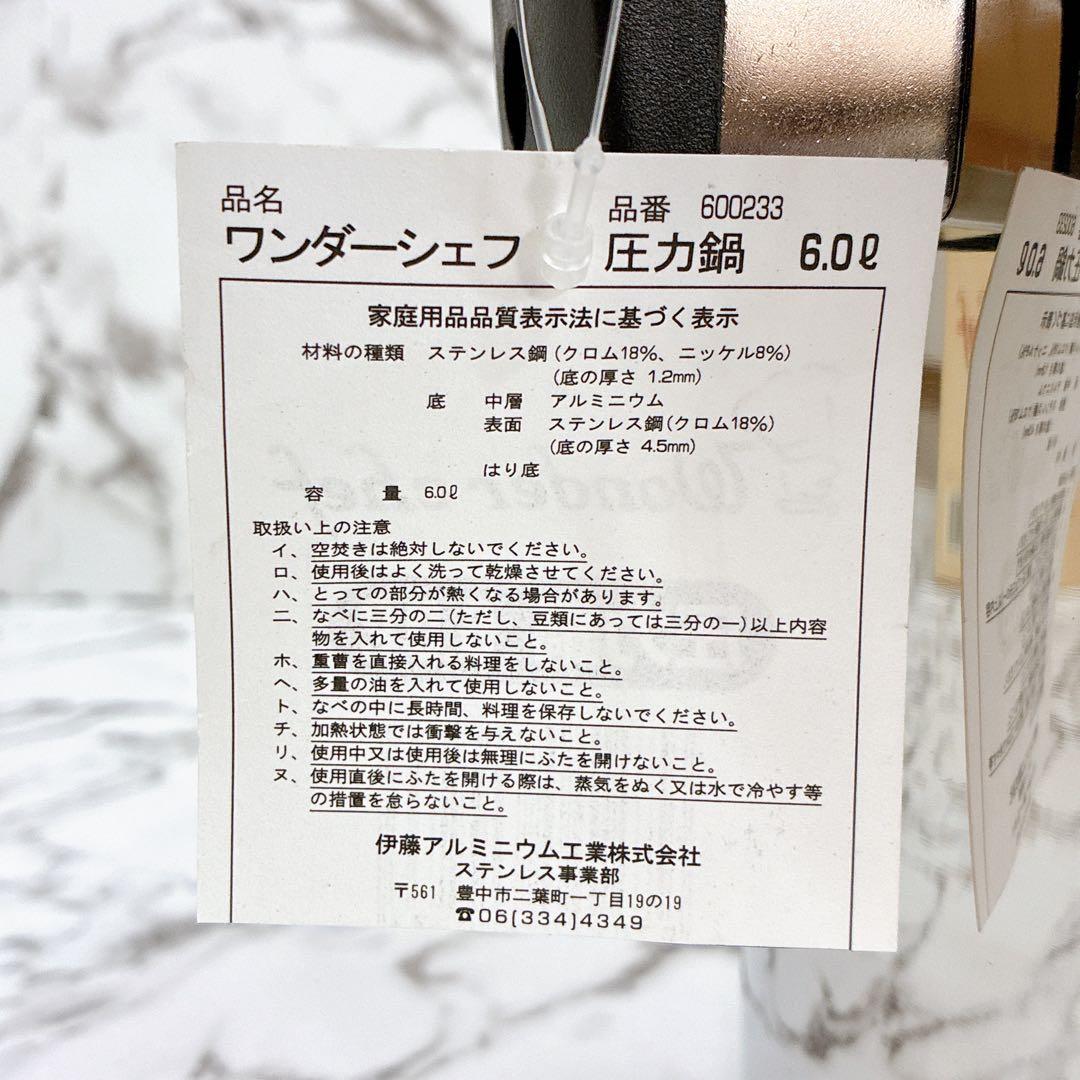 品名
品番 600233
ワンダーシェフ 圧力鍋 6.0ℓ
家庭用品品質表示法に基づく表示
材料の種類 ステンレス鋼(クロム18%、ニッケル8%)
(底の厚さ 1.2mm)
底 中層 アルミニウム
表面 ステンレス鋼(クロム18%)
(底の厚さ 4.5mm)
はり底
容量 6.0ℓ
取扱い上の注意
イ、空焚きは絶対しないでください。
ロ、使用後はよく洗って乾燥させてください。
ハ、とっての部分が熱くなる場合があります。
ニ、なべに三分の二(ただし、豆類にあっては三分の一)以上内容
物を入れて使用しないこと。
ホ、重曹を直接入れる料理をしないこと。
ヘ、多量の油を入れて使用しないこと。
ト、なべの中に長時間、料理を保存しないでください。
チ、加熱状態では衝撃を与えないこと。
リ、使用中又は使用後は無理にふたを開けないこと。
ヌ、使用直後にふたを開ける際は、蒸気をぬく又は水で冷やす等
の措置を怠らないこと。
伊藤アルミニウム工業株式会社
ステンレス事業部
〒561 豊中市二葉町一丁目19の19
☎06(334)4349